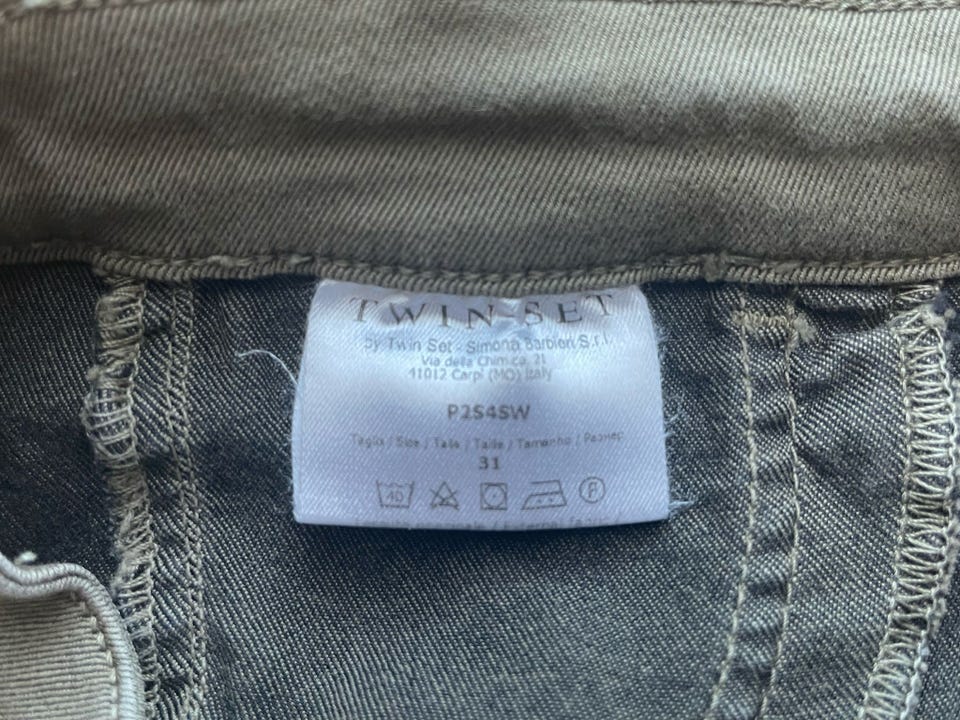 TWIN-SET
by Twin Set - Simona Barbieri S.r.l.
Via della Chimica, 21
41012 Carpi (MO) Italy
P2S4SW
Taglia / Size / Talla / Taille / Tamanho / Размер
31
40 P